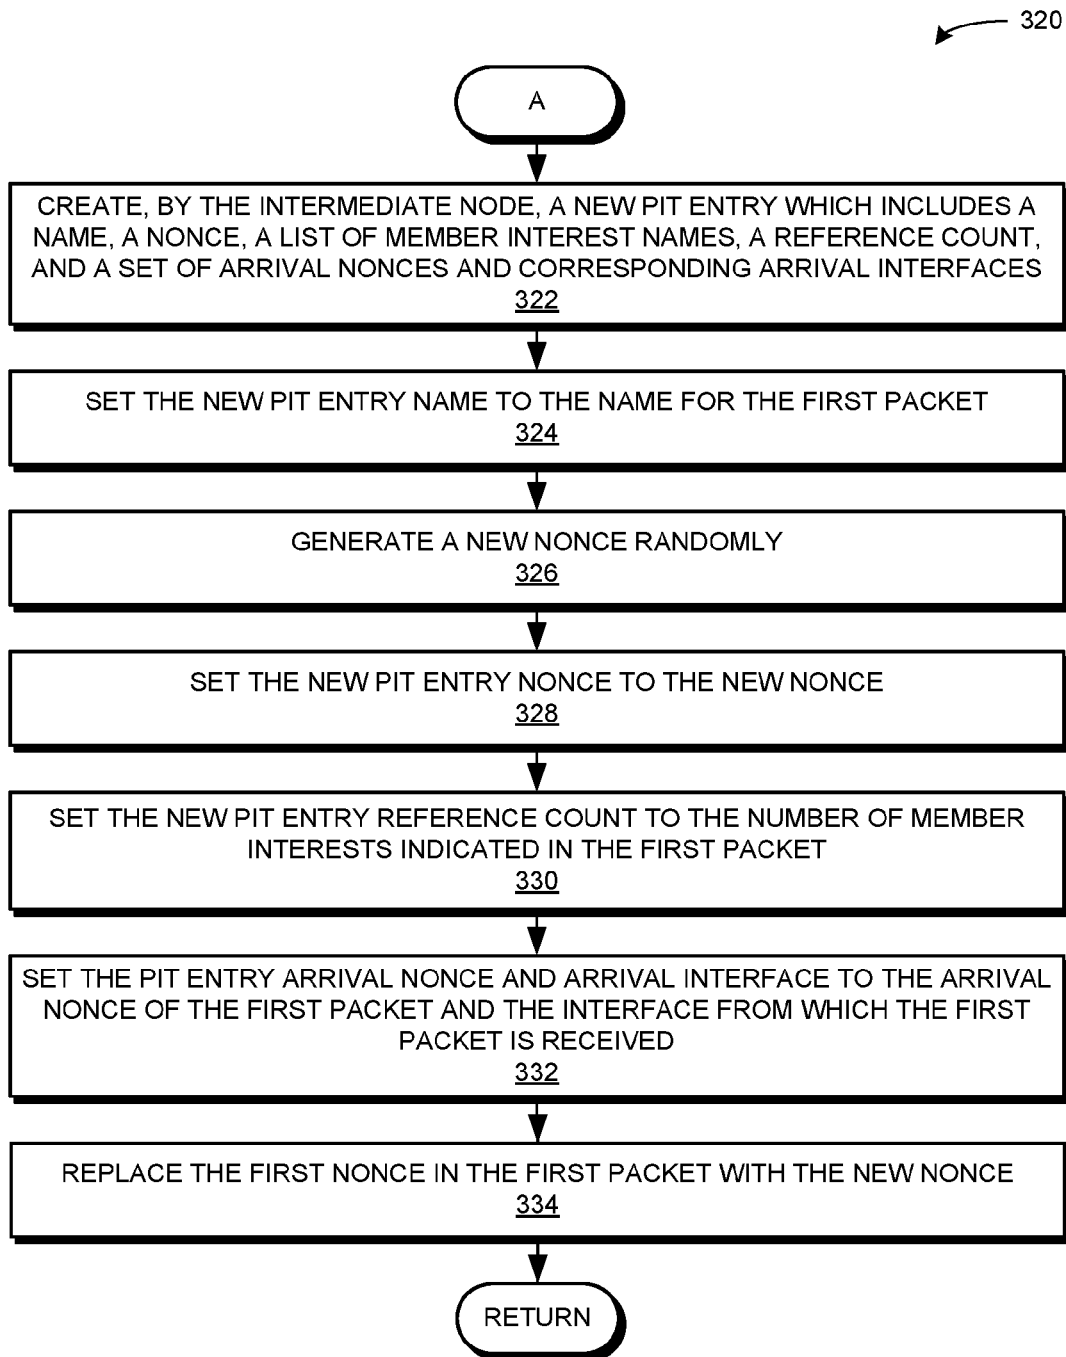 320
A
CREATE, BY THE INTERMEDIATE NODE, A NEW PIT ENTRY WHICH INCLUDES A
NAME, A NONCE, A LIST OF MEMBER INTEREST NAMES, A REFERENCE COUNT,
AND A SET OF ARRIVAL NONCES AND CORRESPONDING ARRIVAL INTERFACES
322
SET THE NEW PIT ENTRY NAME TO THE NAME FOR THE FIRST PACKET
324
GENERATE A NEW NONCE RANDOMLY
326
SET THE NEW PIT ENTRY NONCE TO THE NEW NONCE
328
SET THE NEW PIT ENTRY REFERENCE COUNT TO THE NUMBER OF MEMBER
INTERESTS INDICATED IN THE FIRST PACKET
330
SET THE PIT ENTRY ARRIVAL NONCE AND ARRIVAL INTERFACE TO THE ARRIVAL
NONCE OF THE FIRST PACKET AND THE INTERFACE FROM WHICH THE FIRST
PACKET IS RECEIVED
332
REPLACE THE FIRST NONCE IN THE FIRST PACKET WITH THE NEW NONCE
334
RETURN